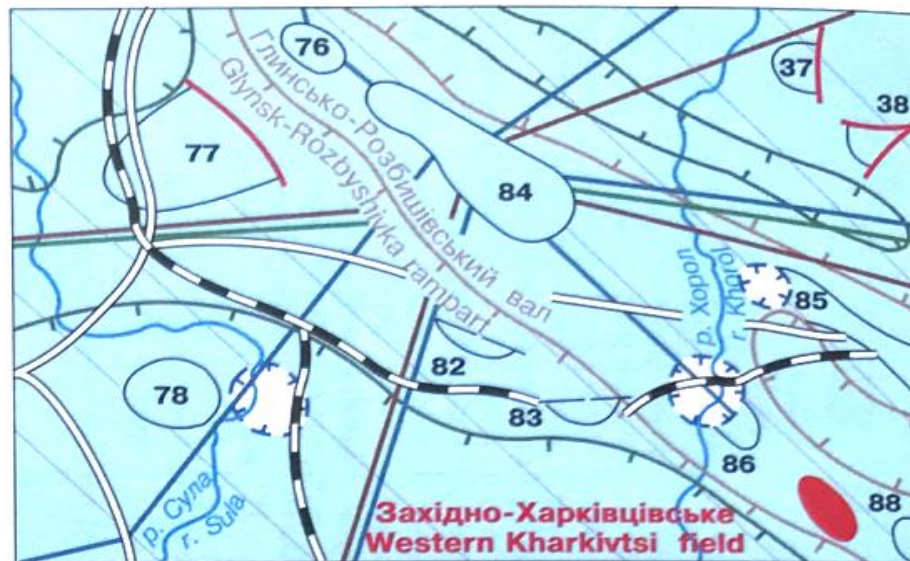 76
37
38
77
Глинсько-Розбишівський вал
Glynsk-Rozbyshivka rampart
84
р. Хорол
r. Khorol
85
82
78
83
86
р. Сула
r. Sula
88
Західно-Харківцівське
Western Kharkivtsi field